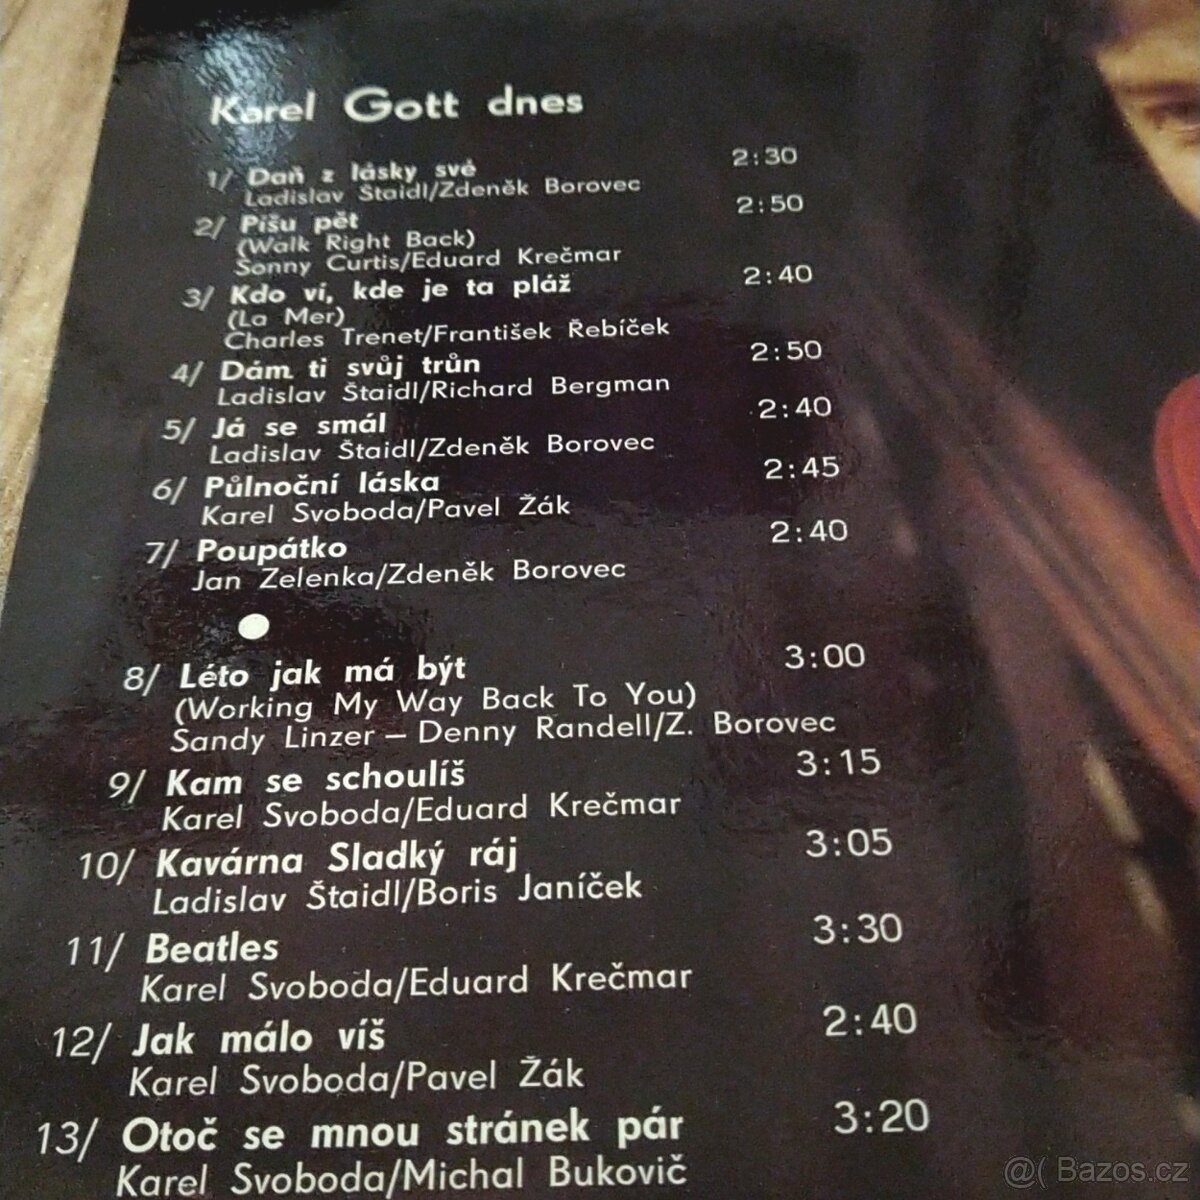 Karel Gott dnes
1/ Daň z lásky své 2:30
Ladislav Štaidl/Zdeněk Borovec
2/ Píšu pět 2:50
(Walk Right Back)
Sonny Curtis/Eduard Krečmar
3/ Kdo ví, kde je ta pláž 2:40
(La Mer)
Charles Trenet/František Řebíček
4/ Dám ti svůj trůn 2:50
Ladislav Štaidl/Richard Bergman
5/ Já se smál 2:40
Ladislav Štaidl/Zdeněk Borovec
6/ Půlnoční láska 2:45
Karel Svoboda/Pavel Žák
7/ Poupátko 2:40
Jan Zelenka/Zdeněk Borovec
8/ Léto jak má být 3:00
(Working My Way Back To You)
Sandy Linzer – Denny Randell/Z. Borovec
9/ Kam se schoulíš 3:15
Karel Svoboda/Eduard Krečmar
10/ Kavárna Sladký ráj 3:05
Ladislav Štaidl/Boris Janíček
11/ Beatles 3:30
Karel Svoboda/Eduard Krečmar
12/ Jak málo víš 2:40
Karel Svoboda/Pavel Žák
13/ Otoč se mnou stránek pár 3:20
Karel Svoboda/Michal Bukovič
@( Bazos.cz